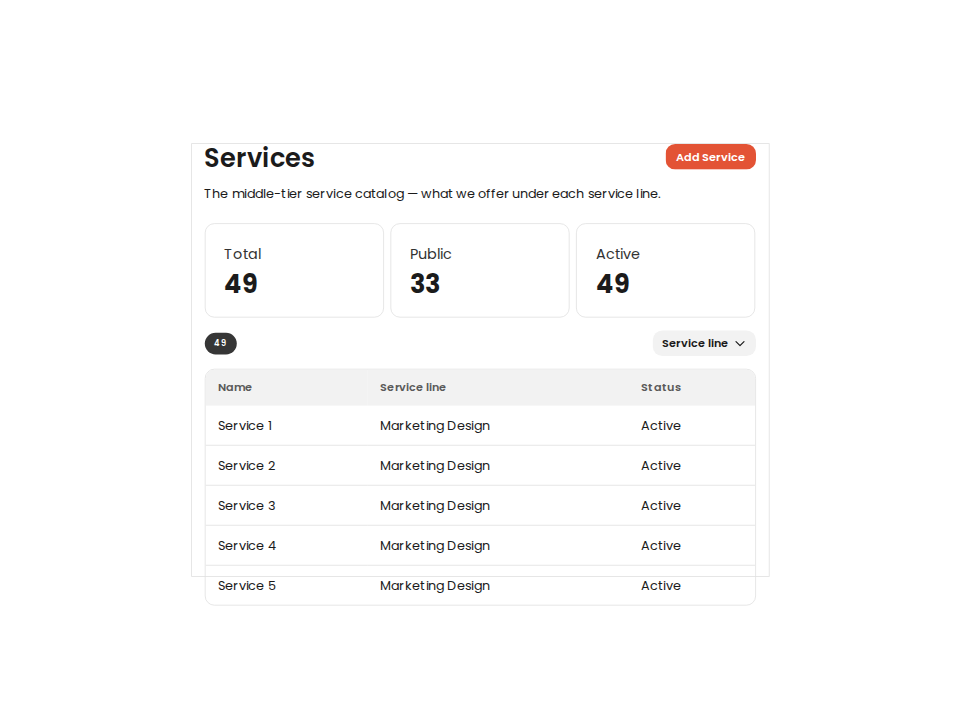 Services
Add Service
The middle-tier service catalog — what we offer under each service line.
Total
49
Public
33
Active
49
49
Service line
Name Service line Status
Service 1 Marketing Design Active
Service 2 Marketing Design Active
Service 3 Marketing Design Active
Service 4 Marketing Design Active
Service 5 Marketing Design Active